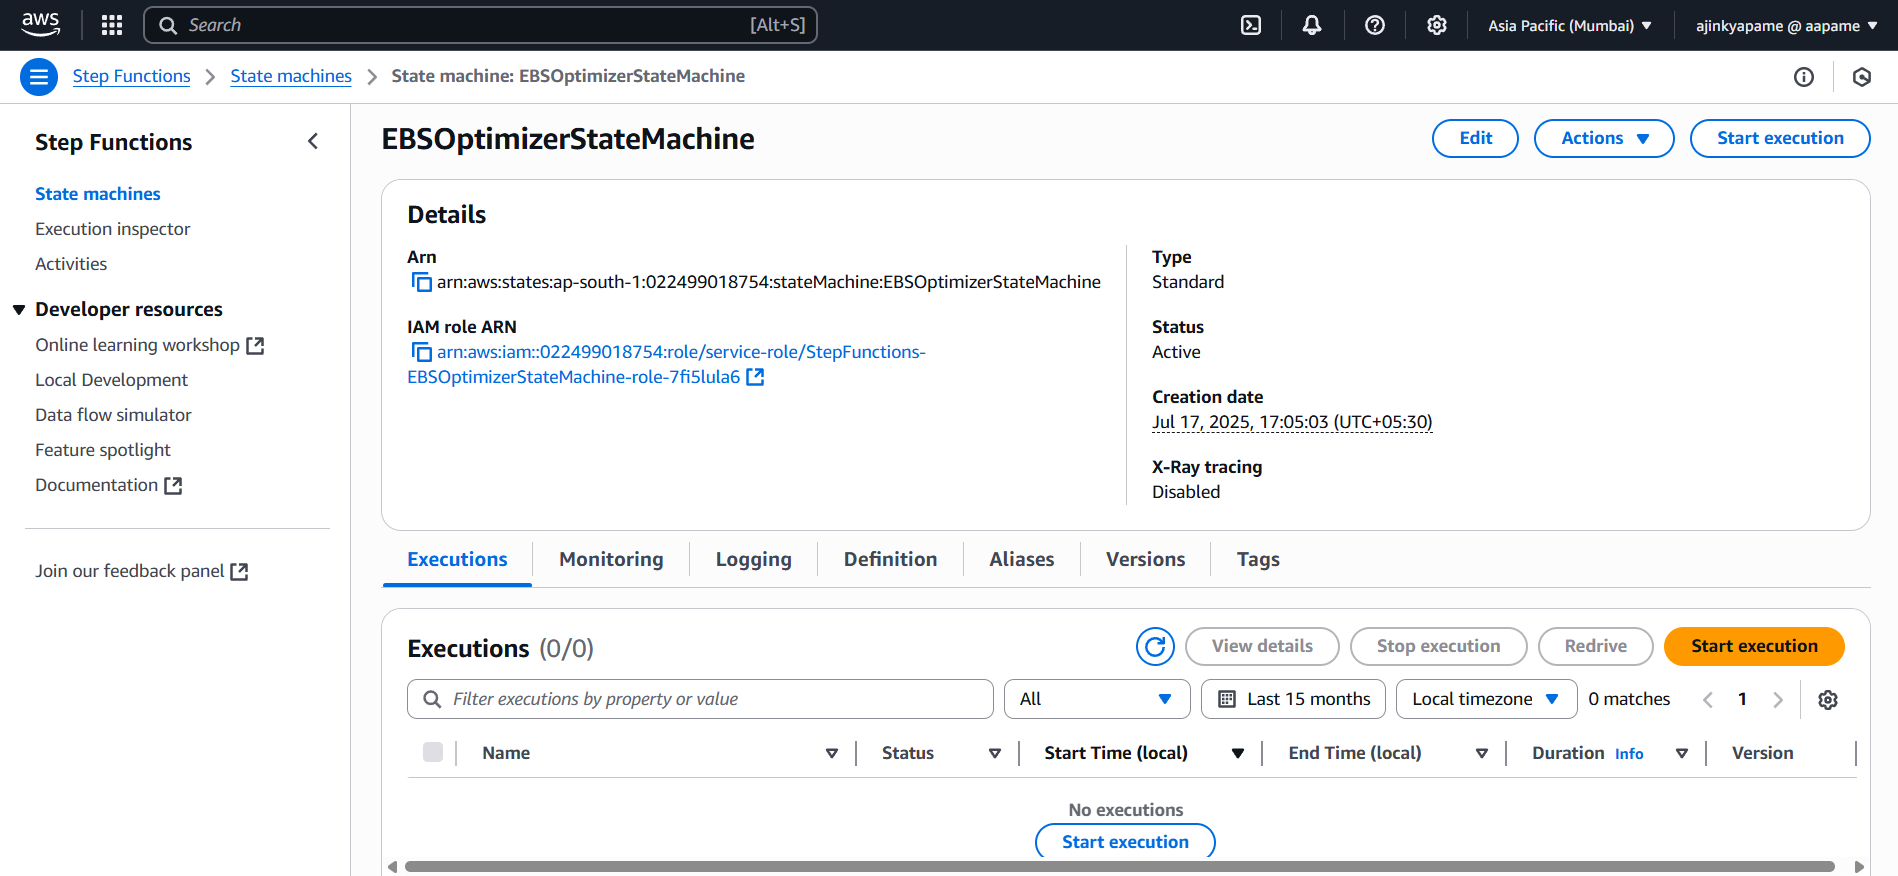 aws
Search
[Alt+S]
Asia Pacific (Mumbai)
ajinkyapame @ aapame
Step Functions
State machines
State machine: EBSOptimizerStateMachine
Step Functions
State machines
Execution inspector
Activities
Developer resources
Online learning workshop
Local Development
Data flow simulator
Feature spotlight
Documentation
Join our feedback panel
EBSOptimizerStateMachine
Edit
Actions
Start execution
Details
Arn
arn:aws:states:ap-south-1:022499018754:stateMachine:EBSOptimizerStateMachine
IAM role ARN
arn:aws:iam::022499018754:role/service-role/StepFunctions-
EBSOptimizerStateMachine-role-7fi5lula6
Type
Standard
Status
Active
Creation date
Jul 17, 2025, 17:05:03 (UTC+05:30)
X-Ray tracing
Disabled
Executions
Monitoring
Logging
Definition
Aliases
Versions
Tags
Executions (0/0)
View details
Stop execution
Redrive
Start execution
Filter executions by property or value
All
Last 15 months
Local timezone
0 matches
1
Name
Status
Start Time (local)
End Time (local)
Duration Info
Version
No executions
Start execution